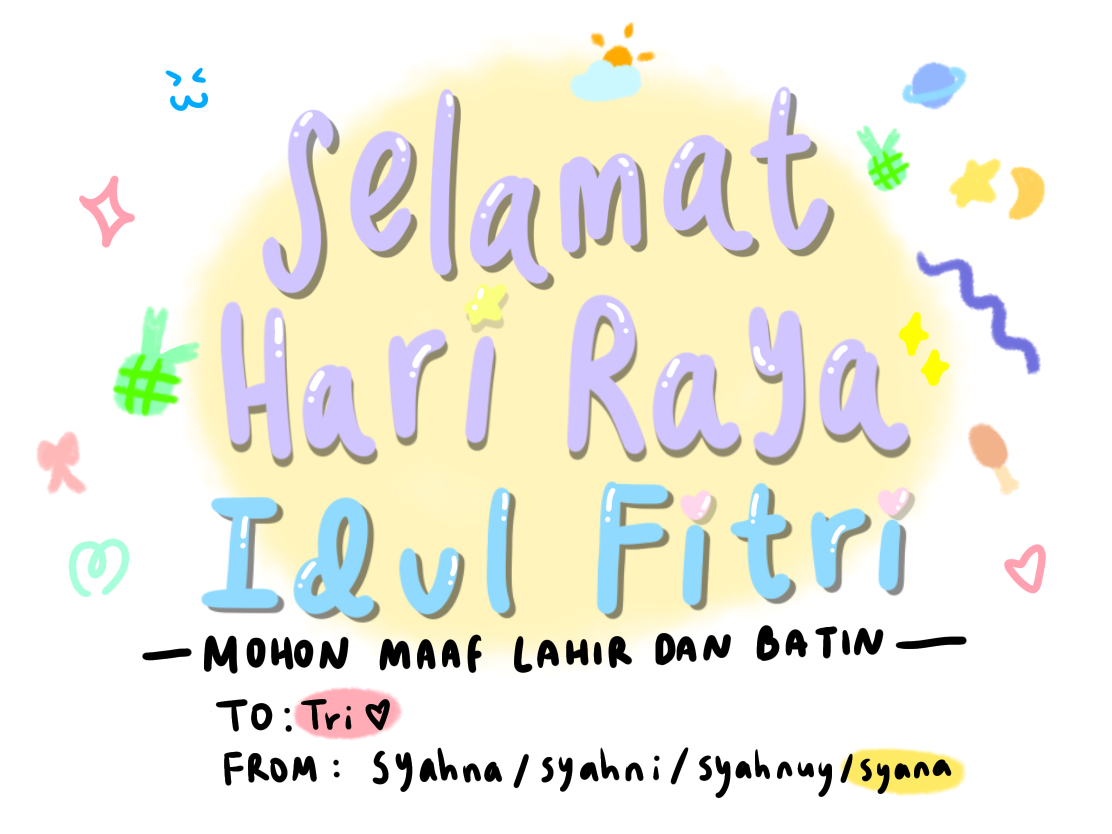 Selamat
Hari Raya
Idul Fitri
— MOHON MAAF LAHIR DAN BATIN —
TO: Tri ♡
FROM: syahna / syahni / syahnuy / syana